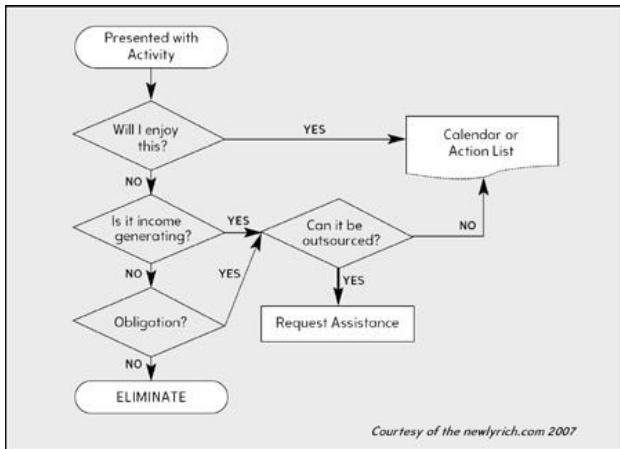 Presented with
Activity
Will I enjoy
this?
YES
Calendar or
Action List
NO
Is it income
generating?
YES
Can it be
outsourced?
NO
NO
YES
YES
Obligation?
Request Assistance
NO
ELIMINATE
Courtesy of the newlyrich.com 2007